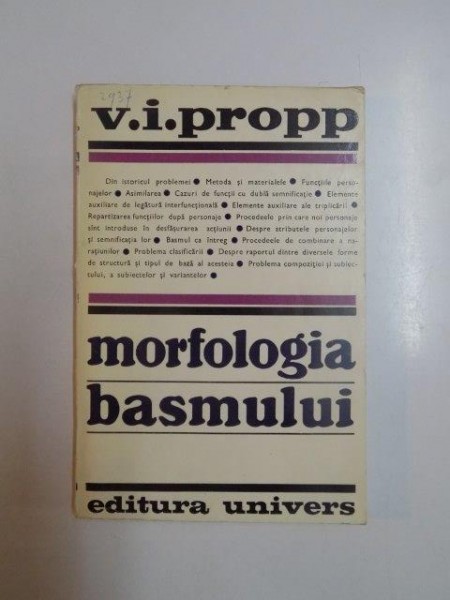 2937
v.i.propp
Din istoricul problemei ● Metoda și materialele ● Funcțiile perso-
najelor ● Asimilarea ● Cazuri de funcții cu dublă semnificație ● Elemente
auxiliare de legătură interfuncțională ● Elemente auxiliare ale triplicării ●
Repartizarea funcțiilor după personaje ● Procedeele prin care noi personaje
sînt introduse în desfășurarea acțiunii ● Despre atributele personajelor
și semnificația lor ● Basmul ca întreg ● Procedeele de combinare a na-
rațiunilor ● Problema clasificării ● Despre raportul dintre diversele forme
de structură și tipul de bază al acesteia ● Problema compoziției și subiec-
tului, a subiectelor și variantelor ●
morfologia
basmului
editura univers